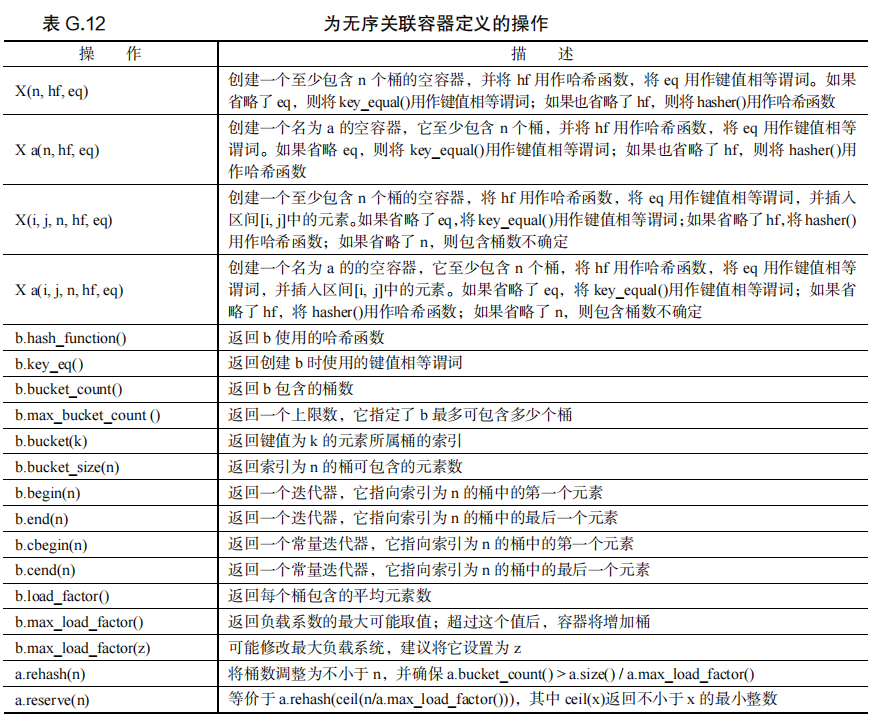 表 G.12 为无序关联容器定义的操作
操 作 描 述
X(n, hf, eq) 创建一个至少包含 n 个桶的空容器，并将 hf 用作哈希函数，将 eq 用作键值相等谓词。如果
省略了 eq，则将 key_equal()用作键值相等谓词；如果也省略了 hf，则将 hasher()用作哈希函数
X a(n, hf, eq) 创建一个名为 a 的空容器，它至少包含 n 个桶，并将 hf 用作哈希函数，将 eq 用作键值相等
谓词。如果省略 eq，则将 key_equal()用作键值相等谓词；如果也省略了 hf，则将 hasher()用
作哈希函数
X(i, j, n, hf, eq) 创建一个至少包含 n 个桶的空容器，将 hf 用作哈希函数，将 eq 用作键值相等谓词，并插入
区间[i, j]中的元素。如果省略了 eq，将 key_equal()用作键值相等谓词；如果省略了 hf，将 hasher()
用作哈希函数；如果省略了 n，则包含桶数不确定
X a(i, j, n, hf, eq) 创建一个名为 a 的的空容器，它至少包含 n 个桶，将 hf 用作哈希函数，将 eq 用作键值相等
谓词，并插入区间[i, j]中的元素。如果省略了 eq，将 key_equal()用作键值相等谓词；如果省
略了 hf，将 hasher()用作哈希函数；如果省略了 n，则包含桶数不确定
b.hash_function() 返回 b 使用的哈希函数
b.key_eq() 返回创建 b 时使用的键值相等谓词
b.bucket_count() 返回 b 包含的桶数
b.max_bucket_count () 返回一个上限数，它指定了 b 最多可包含多少个桶
b.bucket(k) 返回键值为 k 的元素所属桶的索引
b.bucket_size(n) 返回索引为 n 的桶可包含的元素数
b.begin(n) 返回一个迭代器，它指向索引为 n 的桶中的第一个元素
b.end(n) 返回一个迭代器，它指向索引为 n 的桶中的最后一个元素
b.cbegin(n) 返回一个常量迭代器，它指向索引为 n 的桶中的第一个元素
b.cend(n) 返回一个常量迭代器，它指向索引为 n 的桶中的最后一个元素
b.load_factor() 返回每个桶包含的平均元素数
b.max_load_factor() 返回负载系数的最大可能取值；超过这个值后，容器将增加桶
b.max_load_factor(z) 可能修改最大负载系统，建议将它设置为 z
a.rehash(n) 将桶数调整为不小于 n，并确保 a.bucket_count() > a.size() / a.max_load_factor()
a.reserve(n) 等价于 a.rehash(ceil(n/a.max_load_factor()))，其中 ceil(x)返回不小于 x 的最小整数